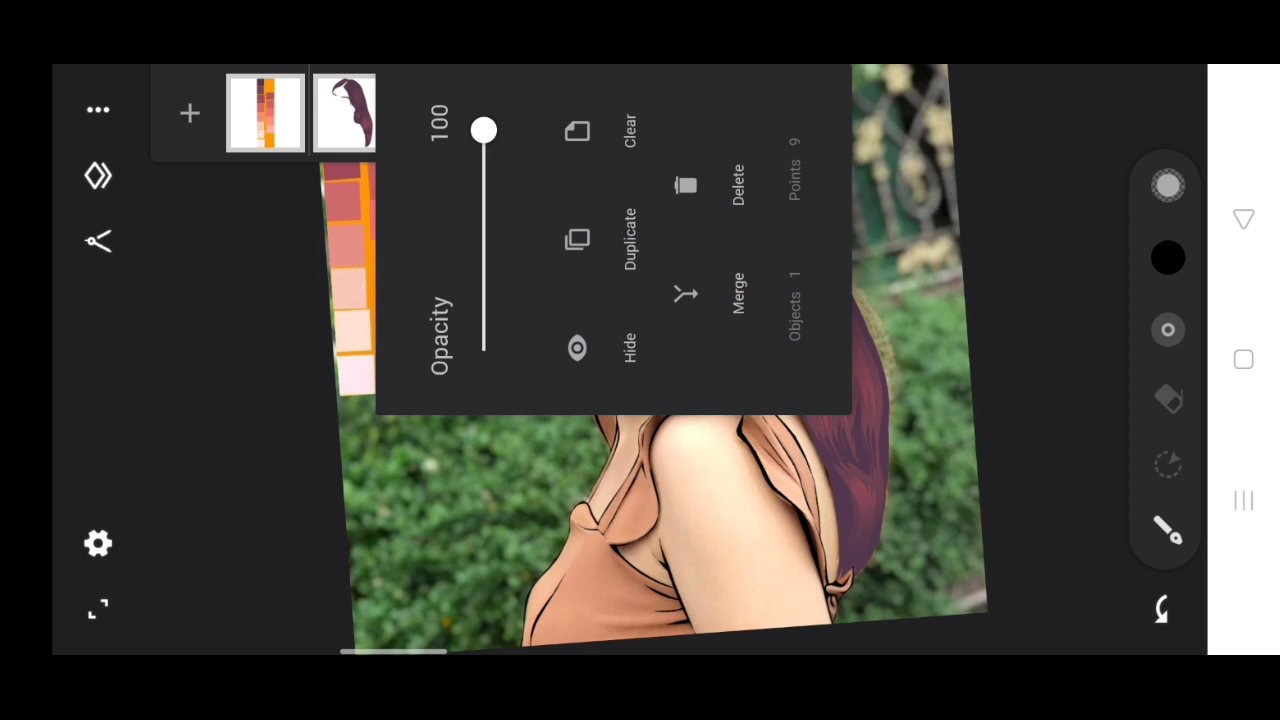 Opacity 100
Hide Duplicate Clear
Merge Delete
Objects 1 Points 9